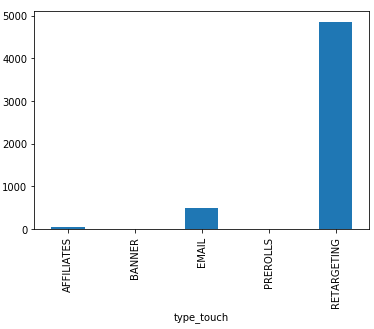 5000
4000
3000
2000
1000
0
AFFILIATES
BANNER
EMAIL
PREROLLS
RETARGETING
type_touch